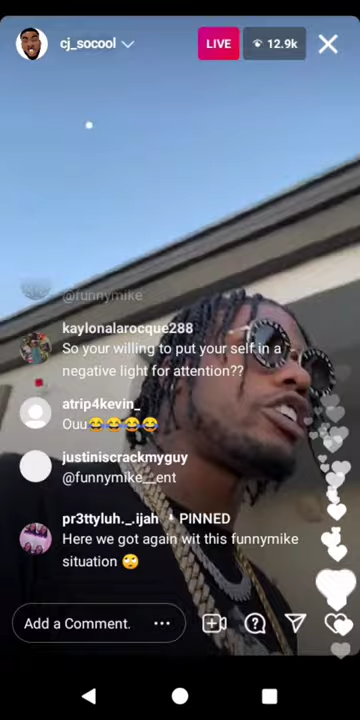 cj_socool
LIVE
12.9k
@funnymike
kaylonalarocque288
So your willing to put your self in a
negative light for attention??
atrip4kevin_
Ouu😂😂😂😂
justiniscrackmyguy
@funnymike__ent
pr3ttyluh._.ijah PINNED
Here we got again wit this funnymike
situation 🙄
Add a Comment.